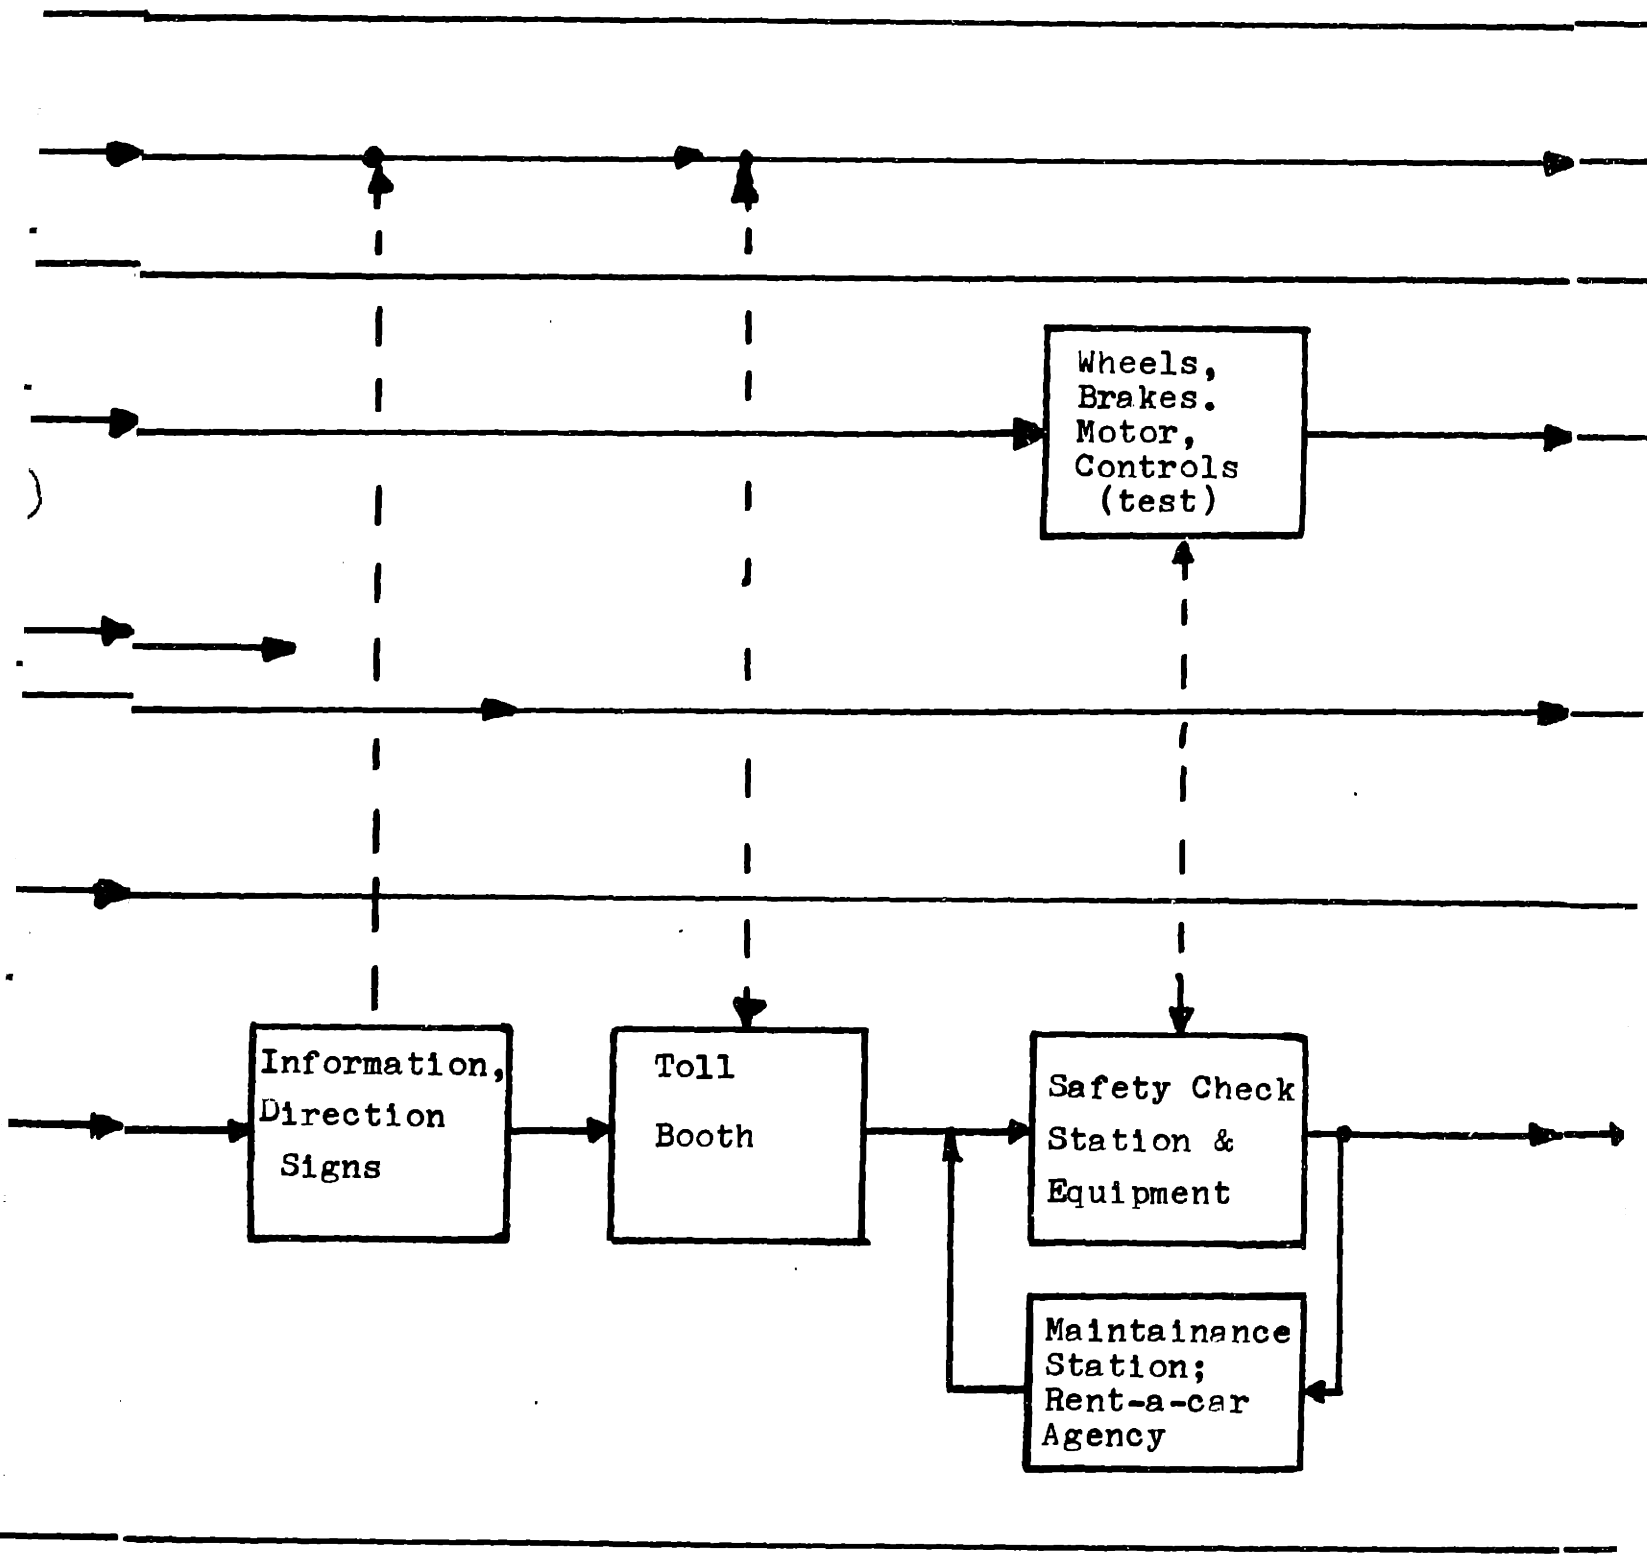 Wheels,
Brakes.
Motor,
Controls
(test)
)
Information,
Direction
Signs
Toll
Booth
Safety Check
Station &
Equipment
Maintainance
Station;
Rent-a-car
Agency